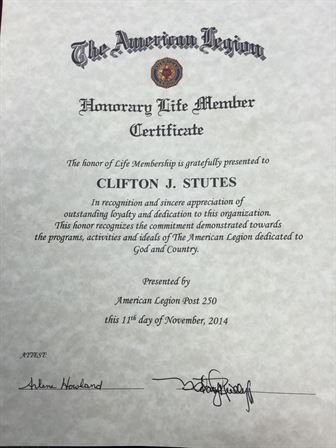 The American Legion
Honorary Life Member
Certificate
The honor of Life Membership is gratefully presented to
CLIFTON J. STUTES
In recognition and sincere appreciation of
outstanding loyalty and dedication to this organization.
This honor recognizes the commitment demonstrated towards
the programs, activities and ideals of The American Legion dedicated to
God and Country.
Presented by
American Legion Post 250
this 11th day of November, 2014
ATTEST:
Arlene Howland